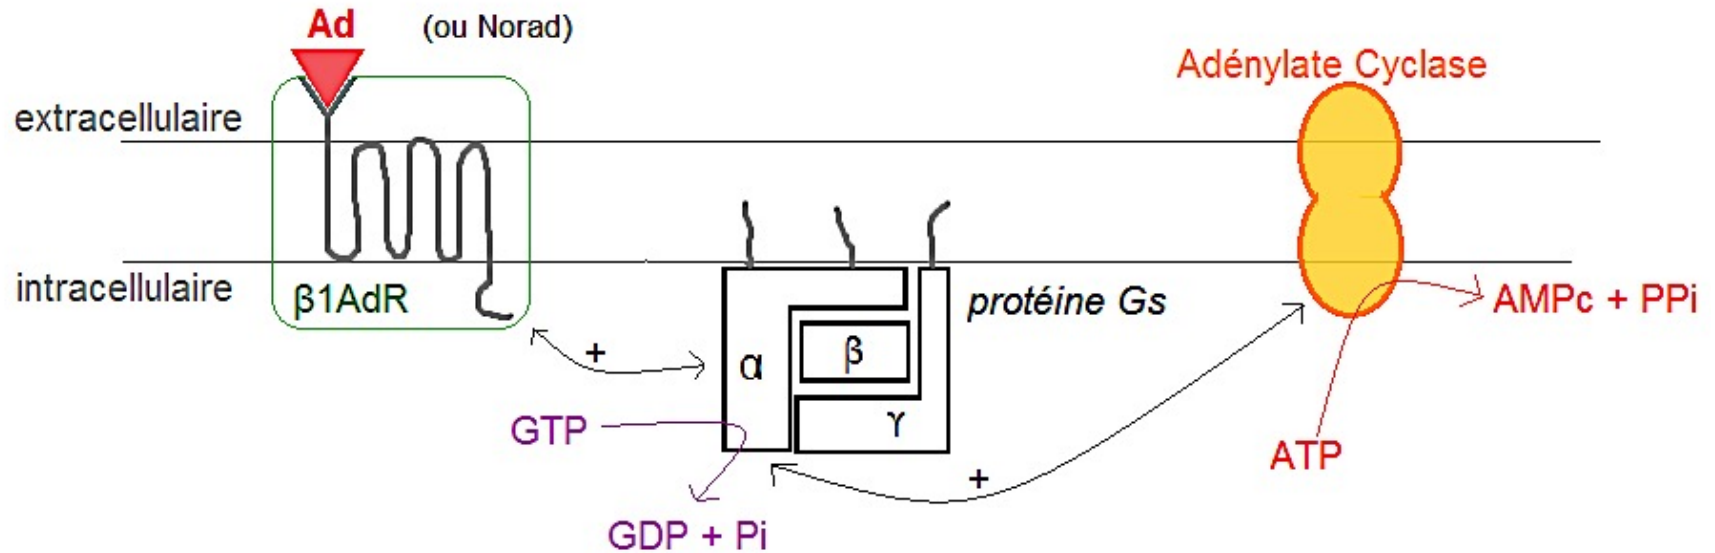 Ad
(ou Norad)
Adénylate Cyclase
extracellulaire
intracellulaire
β1AdR
protéine Gs
AMPc + PPi
+
α
β
γ
GTP
ATP
+
GDP + Pi